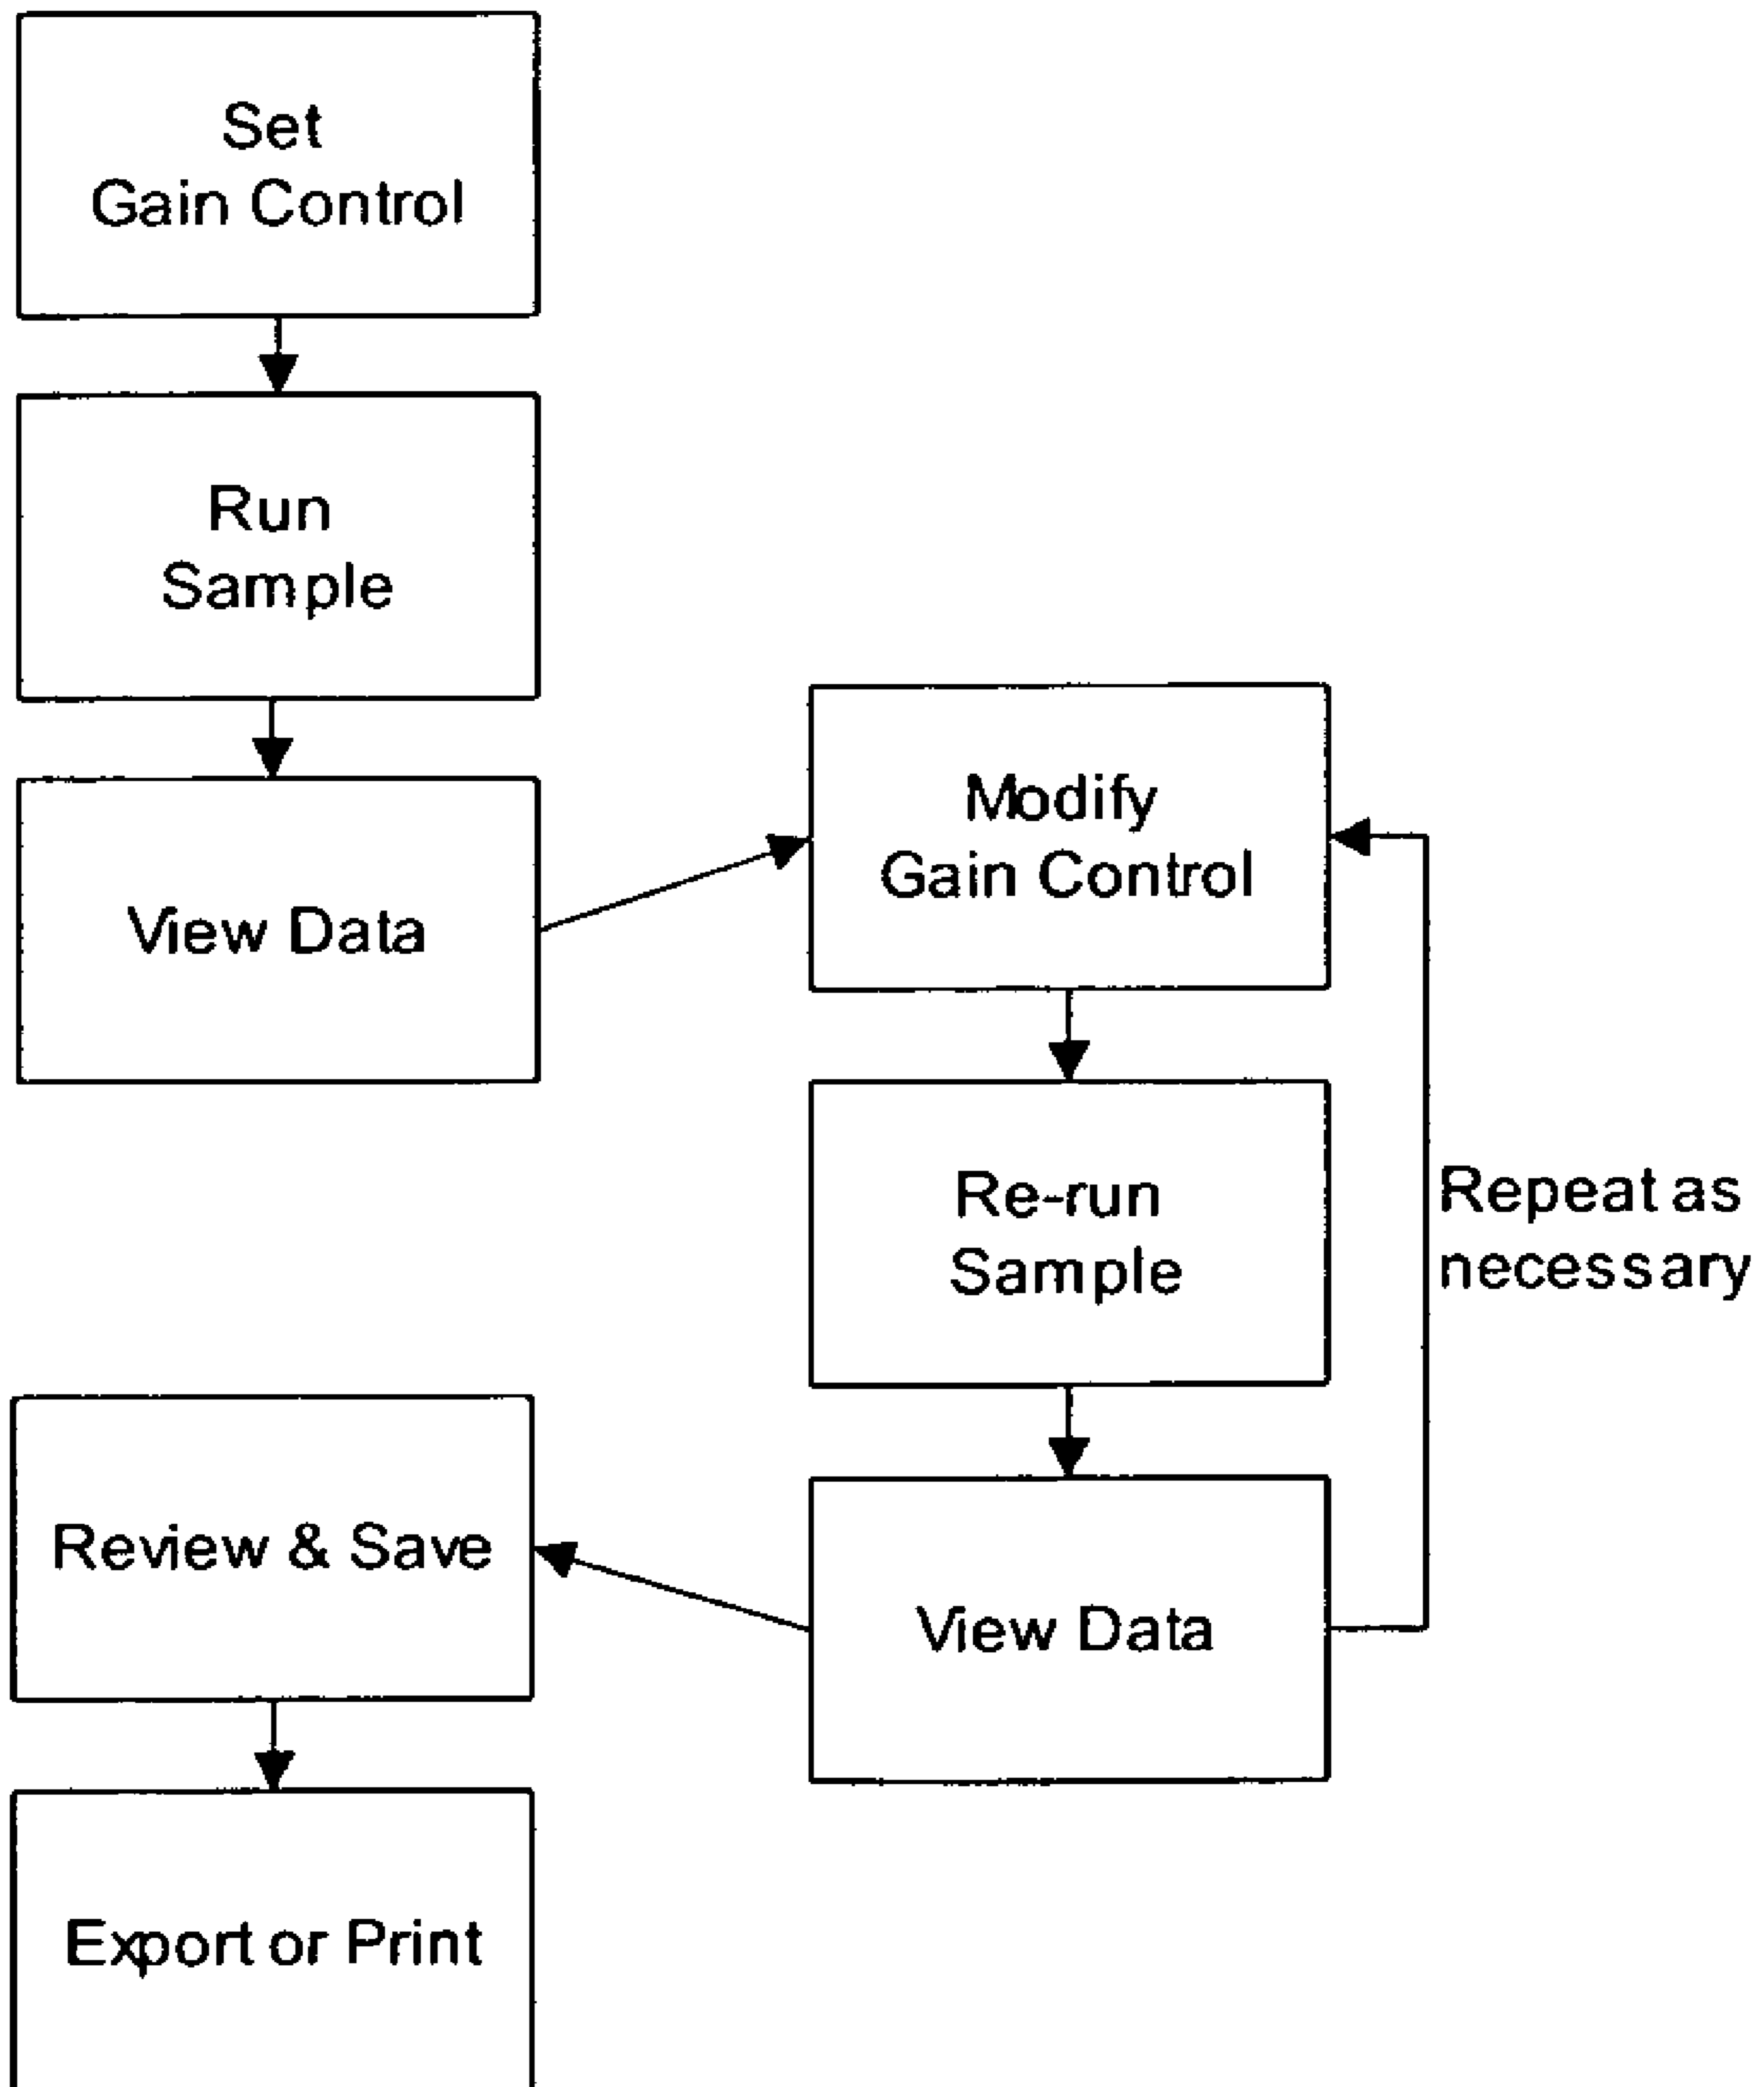 Set
Gain Control
Run
Sample
View Data
Modify
Gain Control
Re-run
Sample
Repeat as
necessary
View Data
Review & Save
Export or Print